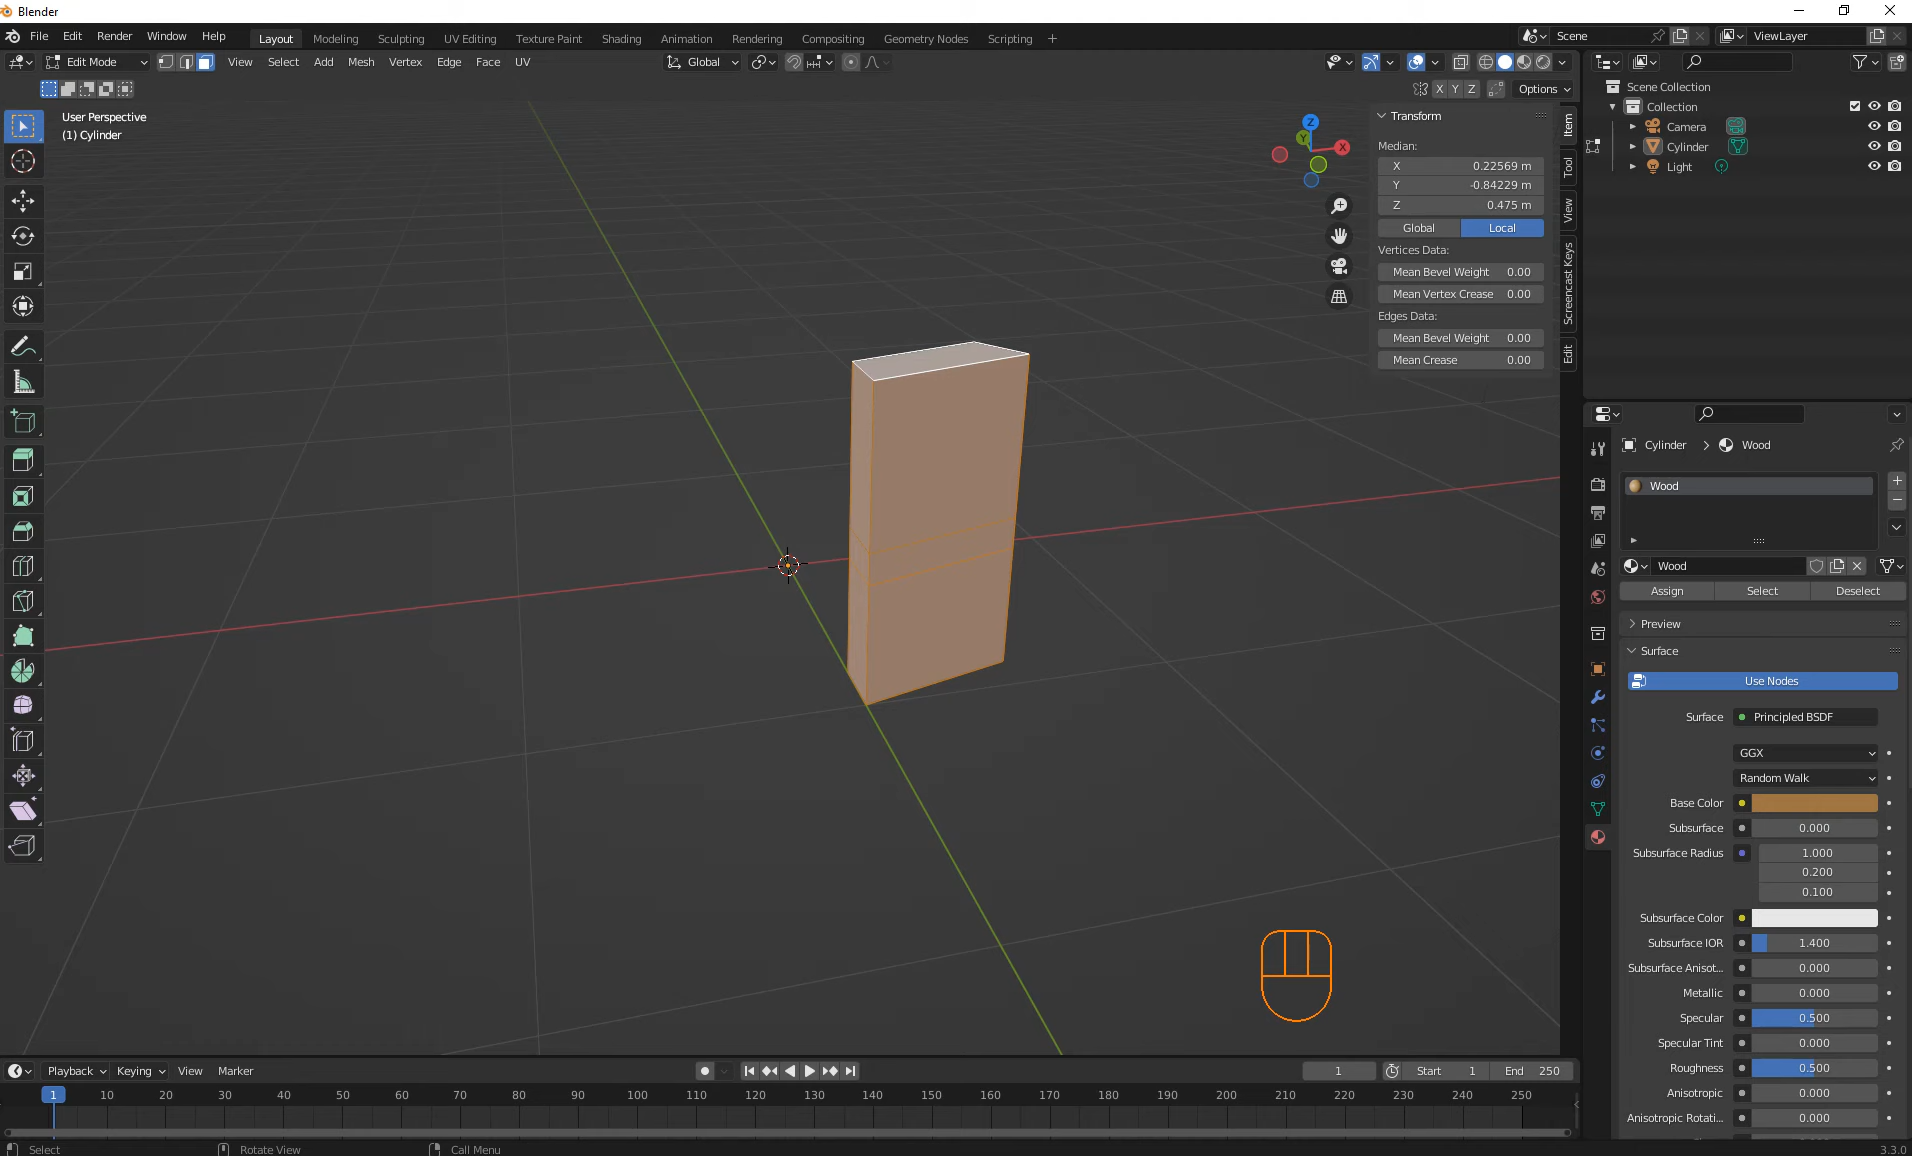 Blender
File Edit Render Window Help Layout Modeling Sculpting UV Editing Texture Paint Shading Animation Rendering Compositing Geometry Nodes Scripting + Scene ViewLayer
Edit Mode View Select Add Mesh Vertex Edge Face UV Global
X Y Z Options
User Perspective
(1) Cylinder
Z
Y
X
Transform
Median:
X 0.22569 m
Y -0.84229 m
Z 0.475 m
Global Local
Vertices Data:
Mean Bevel Weight 0.00
Mean Vertex Crease 0.00
Edges Data:
Mean Bevel Weight 0.00
Mean Crease 0.00
Item
Tool
View
Screencast Keys
Edit
Scene Collection
Collection
Camera
Cylinder
Light
Cylinder > Wood
Wood
Wood
Assign Select Deselect
Preview
Surface
Use Nodes
Surface Principled BSDF
GGX
Random Walk
Base Color
Subsurface 0.000
Subsurface Radius 1.000
0.200
0.100
Subsurface Color
Subsurface IOR 1.400
Subsurface Anisot... 0.000
Metallic 0.000
Specular 0.500
Specular Tint 0.000
Roughness 0.500
Anisotropic 0.000
Anisotropic Rotati... 0.000
Playback Keying View Marker 1 Start 1 End 250
1 10 20 30 40 50 60 70 80 90 100 110 120 130 140 150 160 170 180 190 200 210 220 230 240 250
Select Rotate View Call Menu 3.3.0